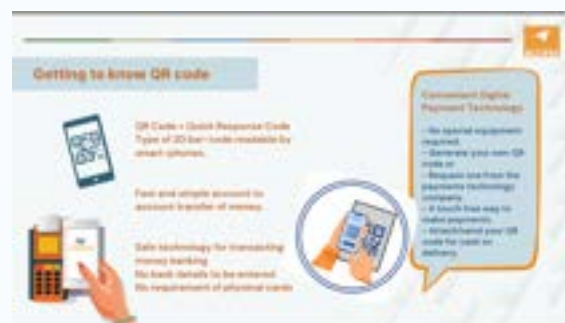 Getting to know QR code
QR Code = Quick Response Code
Type of 2D bar-code readable by
smart-phones.
Fast and simple account to
account transfer of money.
Safe technology for transacting
money banking
No bank details to be entered
No requirement of physical cards
Convenient Digital
Payment Technology
- No special equipment
required.
- Generate your own QR
code or
- Request one from the
payments technology
company.
- A touch free way to
make payments.
- Attach/send your QR
code for cash on
delivery.